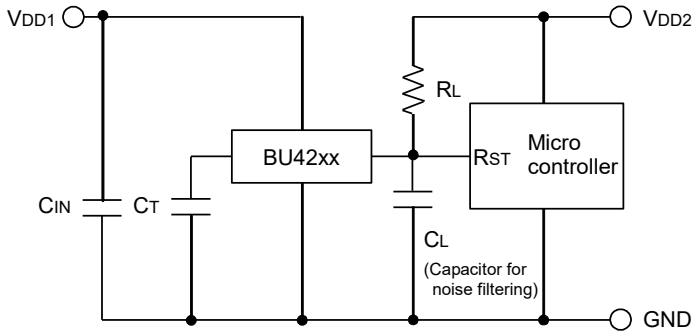 VDD1
VDD2
RL
BU42xx
RST
Micro
controller
CIN
CT
CL
(Capacitor for
noise filtering)
GND